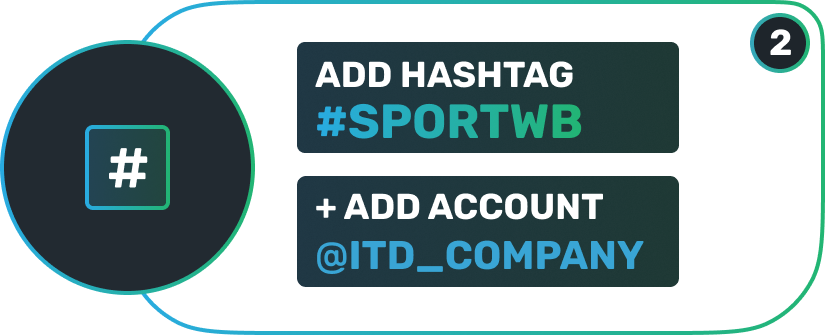 2
#
ADD HASHTAG
#SPORTWB
+ ADD ACCOUNT
@ITD_COMPANY